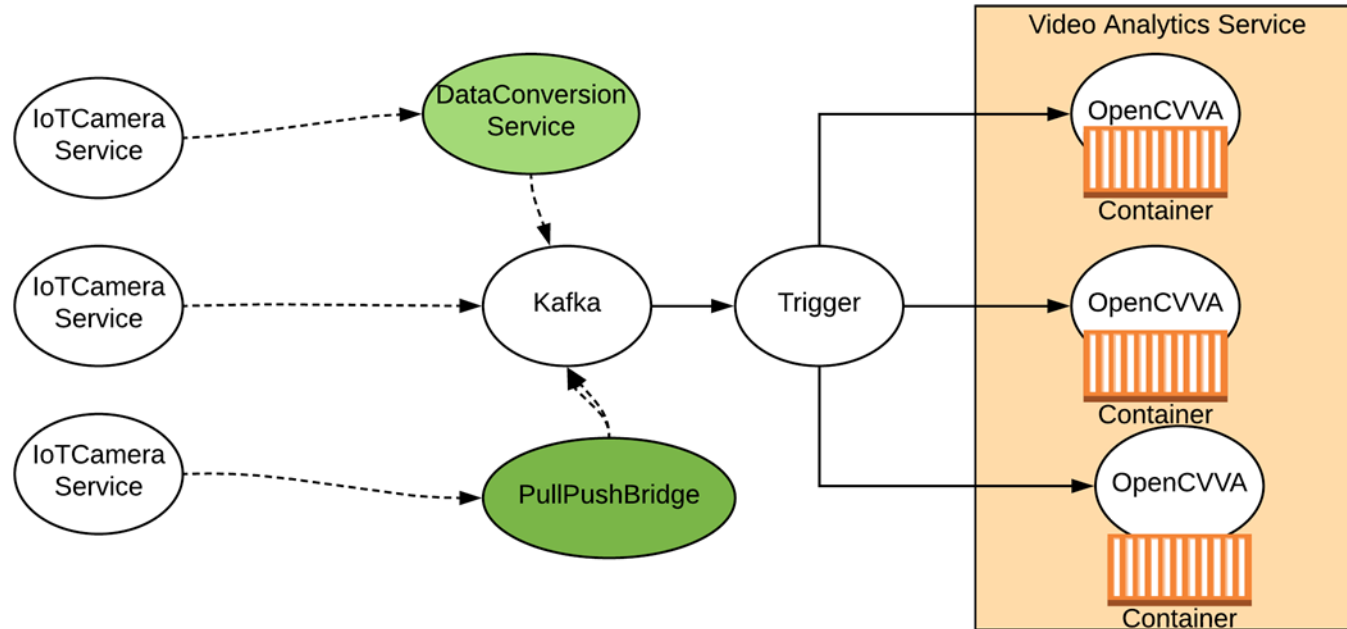 Video Analytics Service
IoTCamera
Service
DataConversion
Service
OpenCVVA
Container
IoTCamera
Service
Kafka
Trigger
OpenCVVA
Container
IoTCamera
Service
PullPushBridge
OpenCVVA
Container